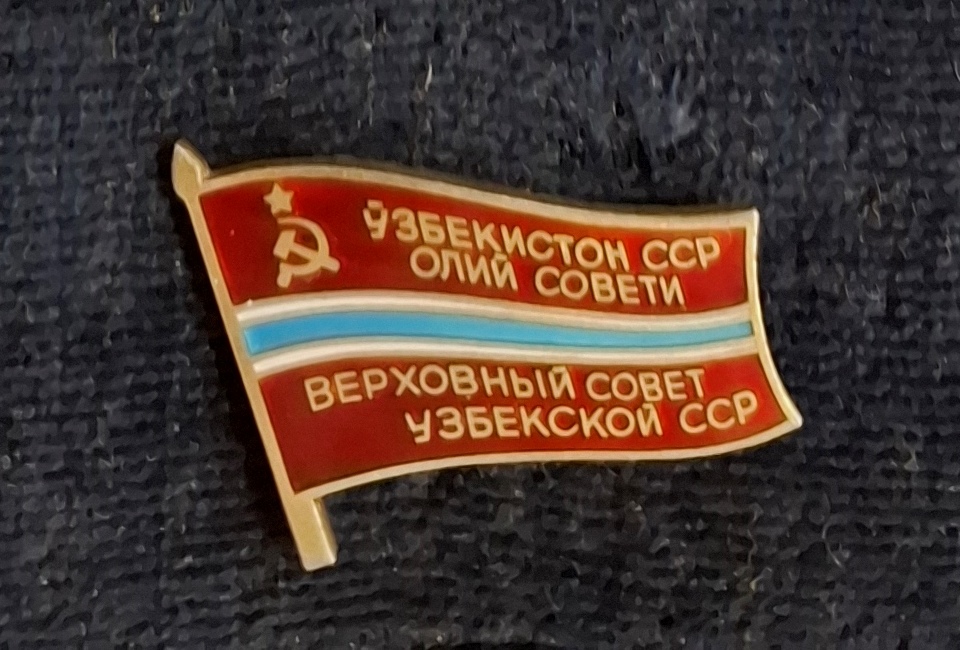 ЎЗБЕКИСТОН ССР
ОЛИЙ СОВЕТИ
ВЕРХОВНЫЙ СОВЕТ
УЗБЕКСКОЙ ССР